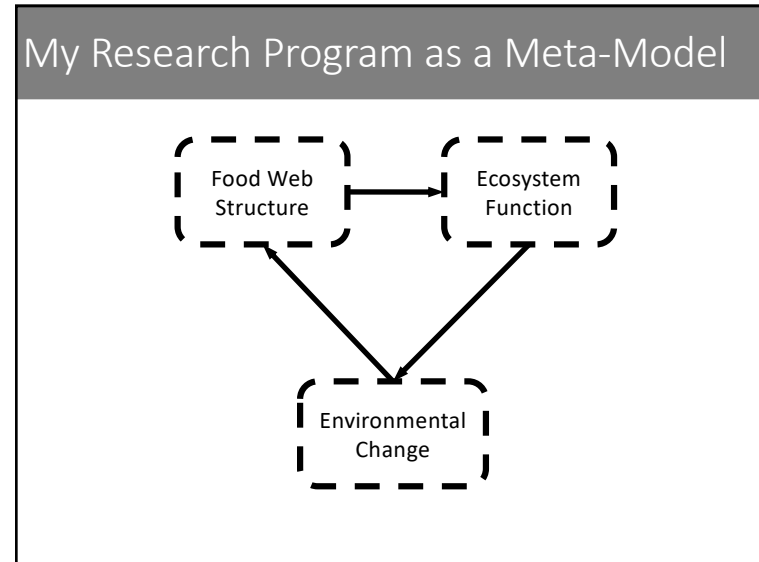 My Research Program as a Meta-Model
Food Web
Structure
Ecosystem
Function
Environmental
Change